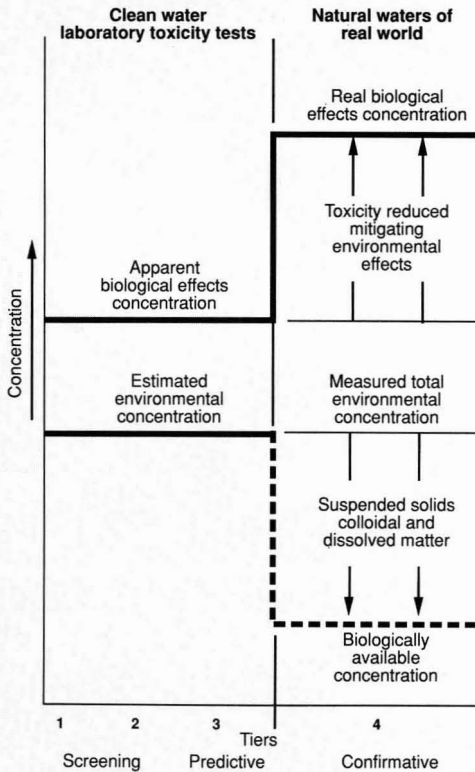 Clean water
laboratory toxicity tests
Natural waters of
real world
Real biological
effects concentration
Toxicity reduced
mitigating
environmental
effects
Apparent
biological effects
concentration
Concentration
Estimated
environmental
concentration
Measured total
environmental
concentration
Suspended solids
colloidal and
dissolved matter
Biologically
available
concentration
1 2 3 4
Tiers
Screening Predictive Confirmative